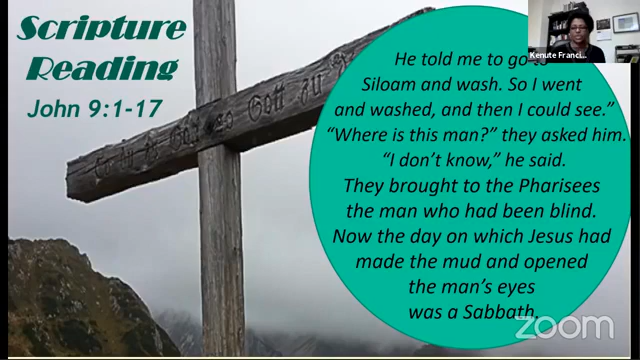 Scripture
Reading
John 9:1-17
He told me to go to
Siloam and wash. So I went
and washed, and then I could see.”
“Where is this man?” they asked him.
“I don’t know,” he said.
They brought to the Pharisees
the man who had been blind.
Now the day on which Jesus had
made the mud and opened
the man’s eyes
was a Sabbath.
Kenute Franci...
zoom